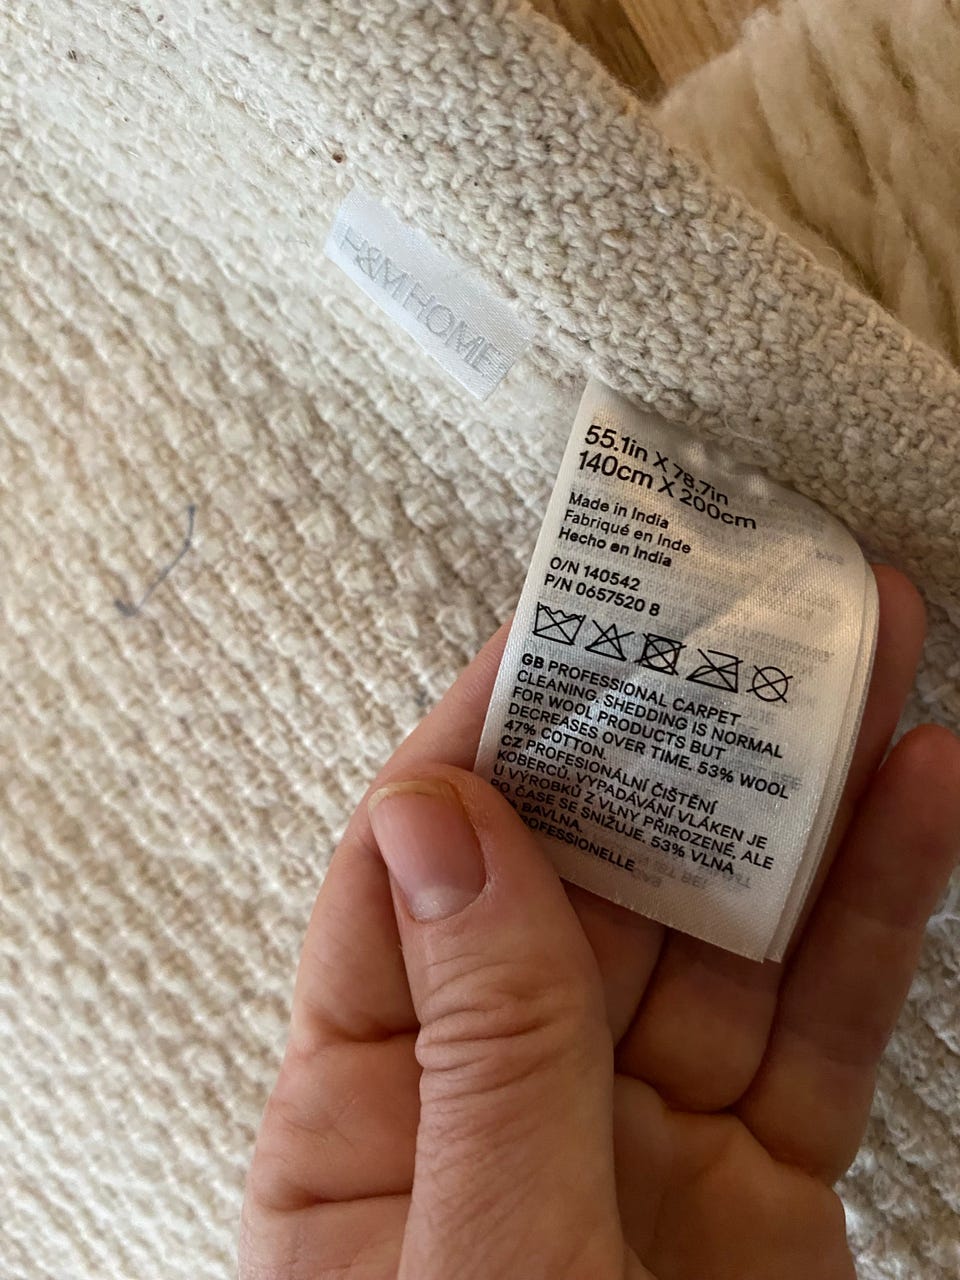 H&M HOME
55.1in X 78.7in
140cm X 200cm
Made in India
Fabriqué en Inde
Hecho en India
O/N 140542
P/N 0657520 8
GB PROFESSIONAL CARPET
CLEANING. SHEDDING IS NORMAL
FOR WOOL PRODUCTS BUT
DECREASES OVER TIME. 53% WOOL
47% COTTON.
CZ PROFESIONÁLNÍ ČIŠTĚNÍ
KOBERCŮ. VYPADÁVÁNÍ VLÁKEN JE
U VÝROBKŮ Z VLNY PŘIROZENÉ, ALE
PO ČASE SE SNIŽUJE. 53% VLNA
% BAVLNA.
ROFESSIONELLE